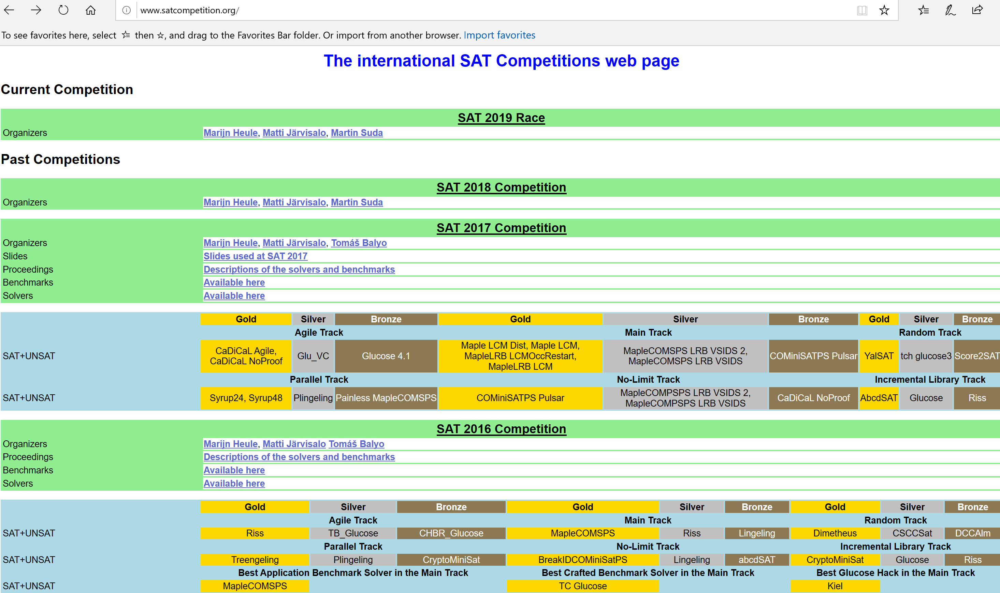 www.satcompetition.org/
To see favorites here, select then ☆, and drag to the Favorites Bar folder. Or import from another browser. Import favorites
The international SAT Competitions web page
Current Competition
SAT 2019 Race
Organizers Marijn Heule, Matti Järvisalo, Martin Suda
Past Competitions
SAT 2018 Competition
Organizers Marijn Heule, Matti Järvisalo, Martin Suda
SAT 2017 Competition
Organizers Marijn Heule, Matti Järvisalo, Tomáš Balyo
Slides Slides used at SAT 2017
Proceedings Descriptions of the solvers and benchmarks
Benchmarks Available here
Solvers Available here
Gold Silver Bronze Gold Silver Bronze Gold Silver Bronze
Agile Track Main Track Random Track
SAT+UNSAT
CaDiCaL Agile,
CaDiCaL NoProof
Glu_VC
Glucose 4.1
Maple LCM Dist, Maple LCM,
MapleLRB LCMOccRestart,
MapleLRB LCM
MapleCOMSPS LRB VSIDS 2,
MapleCOMSPS LRB VSIDS
COMiniSATPS Pulsar
YalSAT
tch glucose3
Score2SAT
Parallel Track No-Limit Track Incremental Library Track
SAT+UNSAT
Syrup24, Syrup48
Plingeling
Painless MapleCOMSPS
COMiniSATPS Pulsar
MapleCOMPSPS LRB VSIDS 2,
MapleCOMPSPS LRB VSIDS
CaDiCaL NoProof
AbcdSAT
Glucose
Riss
SAT 2016 Competition
Organizers Marijn Heule, Matti Järvisalo Tomáš Balyo
Proceedings Descriptions of the solvers and benchmarks
Benchmarks Available here
Solvers Available here
Gold Silver Bronze Gold Silver Bronze Gold Silver Bronze
Agile Track Main Track Random Track
SAT+UNSAT Riss TB_Glucose CHBR_Glucose MapleCOMSPS Riss Lingeling Dimetheus CSCCSat DCCAlm
Parallel Track No-Limit Track Incremental Library Track
SAT+UNSAT Treengeling Plingeling CryptoMiniSat BreakIDCOMiniSatPS Lingeling abcdSAT CryptoMiniSat Glucose Riss
Best Application Benchmark Solver in the Main Track Best Crafted Benchmark Solver in the Main Track Best Glucose Hack in the Main Track
SAT+UNSAT MapleCOMSPS TC Glucose Kiel